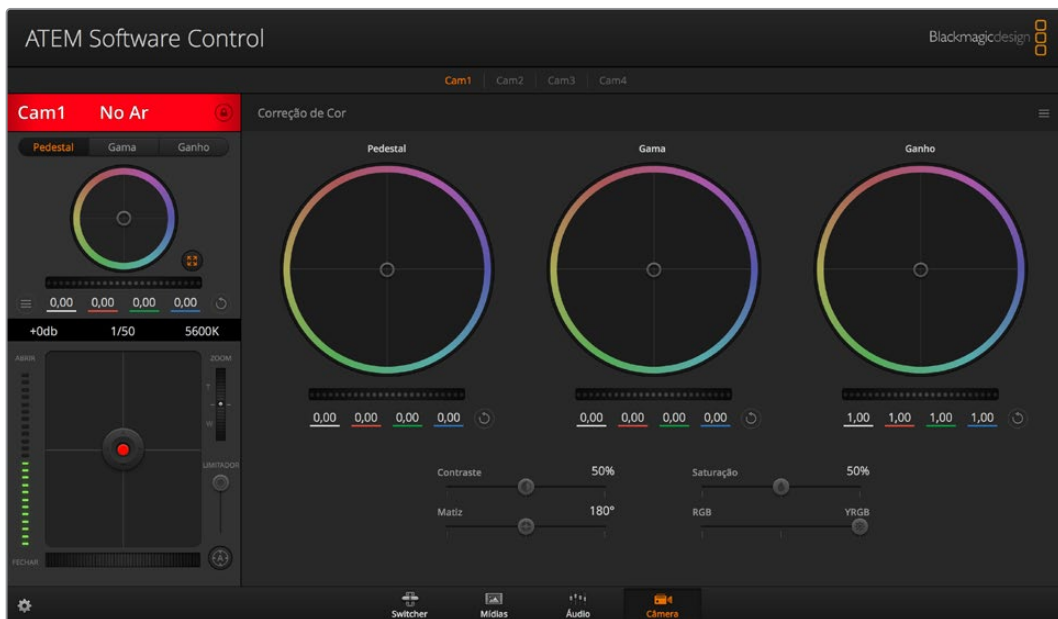 ATEM Software Control
Blackmagicdesign
Cam1 Cam2 Cam3 Cam4
Cam1 No Ar
Correção de Cor
Pedestal Gama Ganho
Pedestal
Gama
Ganho
0,00 0,00 0,00 0,00
+0db 1/50 5600K
ABRIR
ZOOM
T
W
LIMITADOR
FECHAR
A
0,00 0,00 0,00 0,00
0,00 0,00 0,00 0,00
1,00 1,00 1,00 1,00
Contraste 50%
Saturação 50%
Matiz 180°
RGB YRGB
Switcher
Mídias
Áudio
Câmera